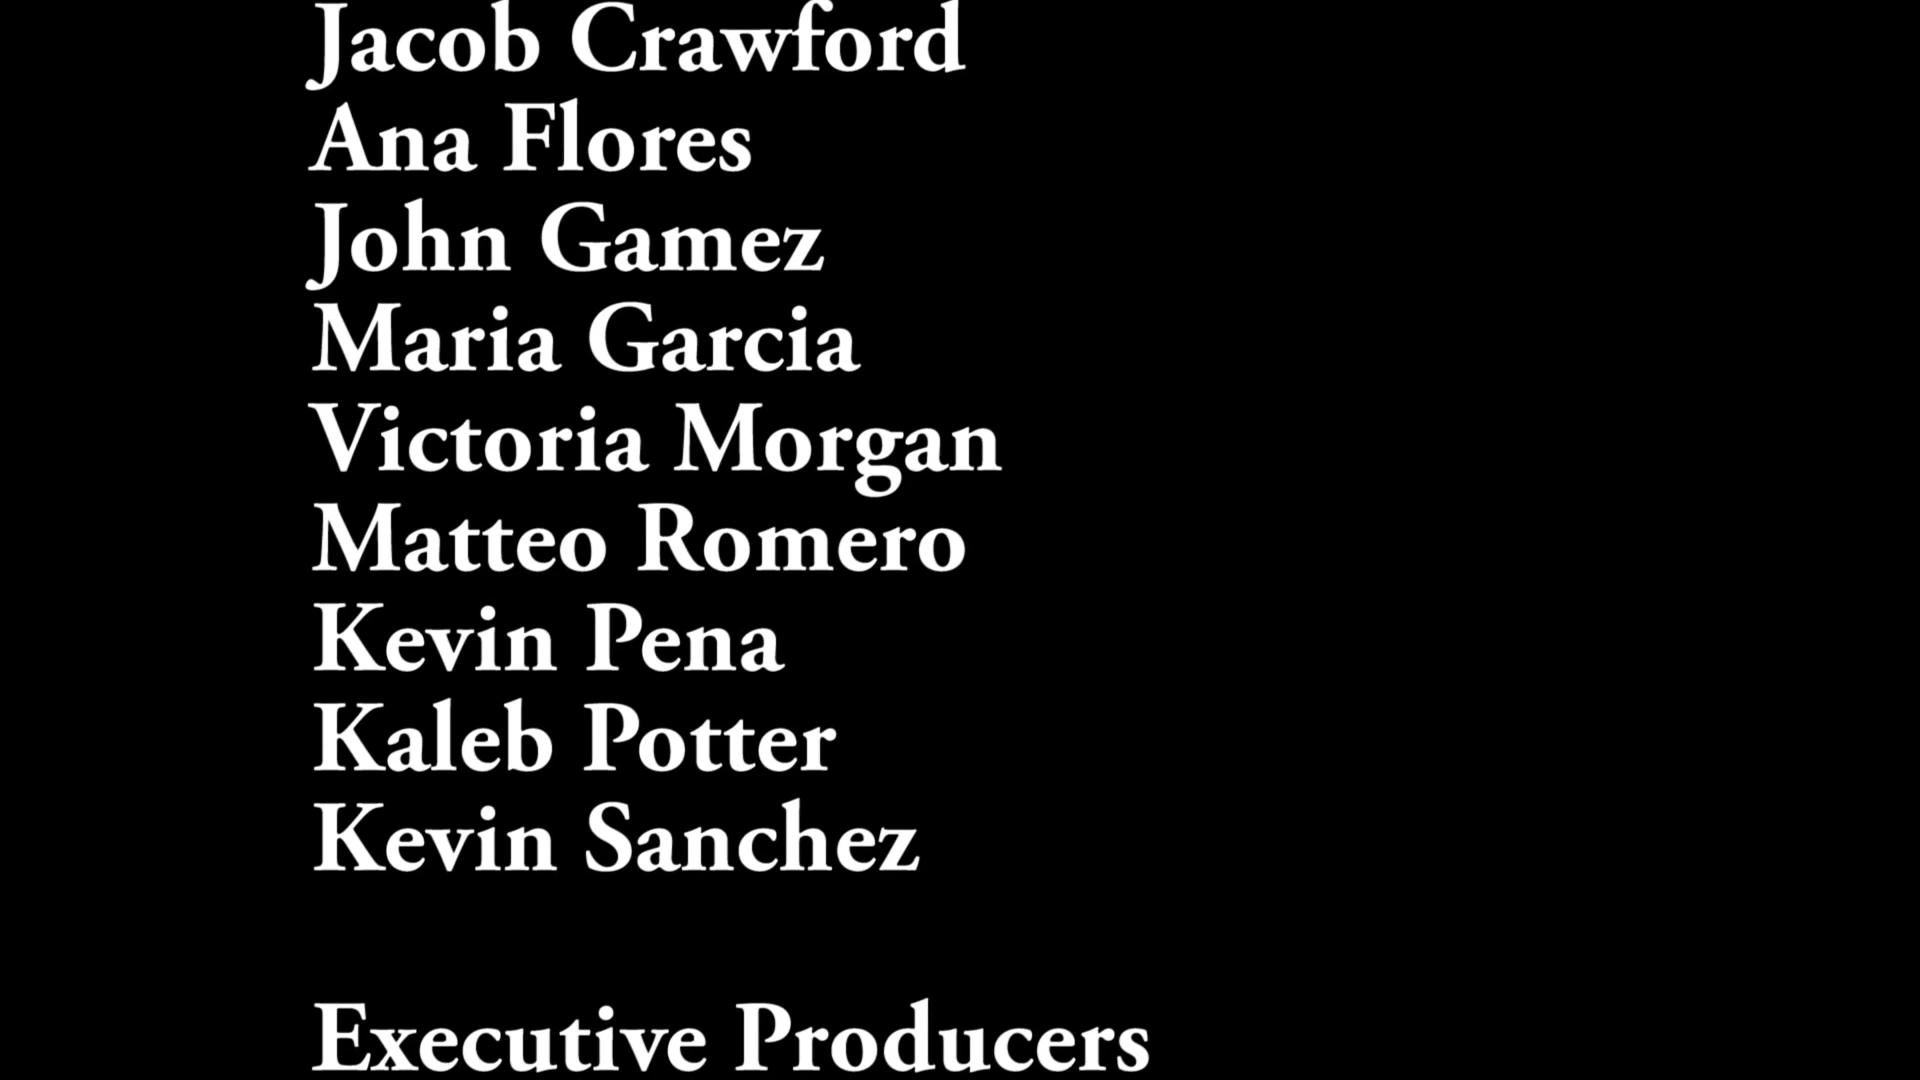 Jacob Crawford
Ana Flores
John Gamez
Maria Garcia
Victoria Morgan
Matteo Romero
Kevin Pena
Kaleb Potter
Kevin Sanchez
Executive Producers